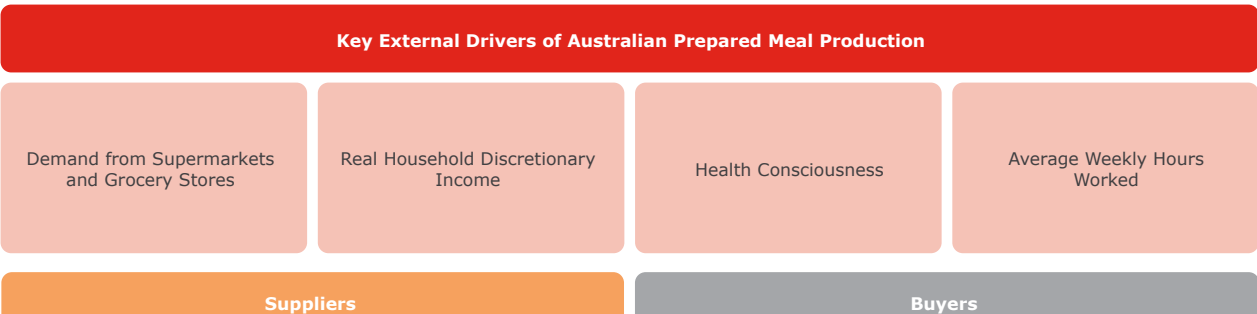 Key External Drivers of Australian Prepared Meal Production
Demand from Supermarkets
and Grocery Stores
Real Household Discretionary
Income
Health Consciousness
Average Weekly Hours
Worked
Suppliers
Buyers